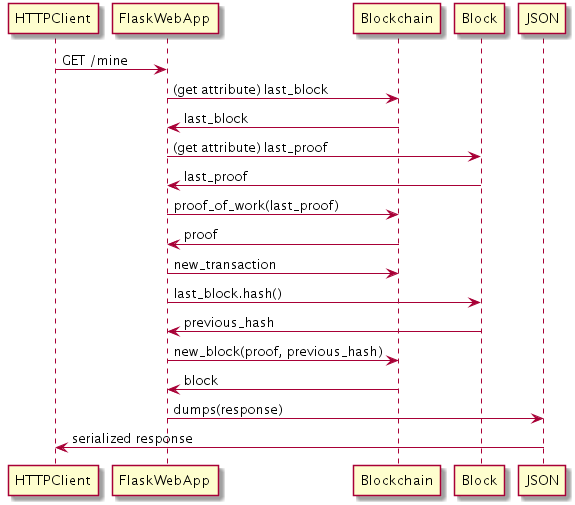 HTTPClient FlaskWebApp Blockchain Block JSON
GET /mine
(get attribute) last_block
last_block
(get attribute) last_proof
last_proof
proof_of_work(last_proof)
proof
new_transaction
last_block.hash()
previous_hash
new_block(proof, previous_hash)
block
dumps(response)
serialized response
HTTPClient FlaskWebApp Blockchain Block JSON